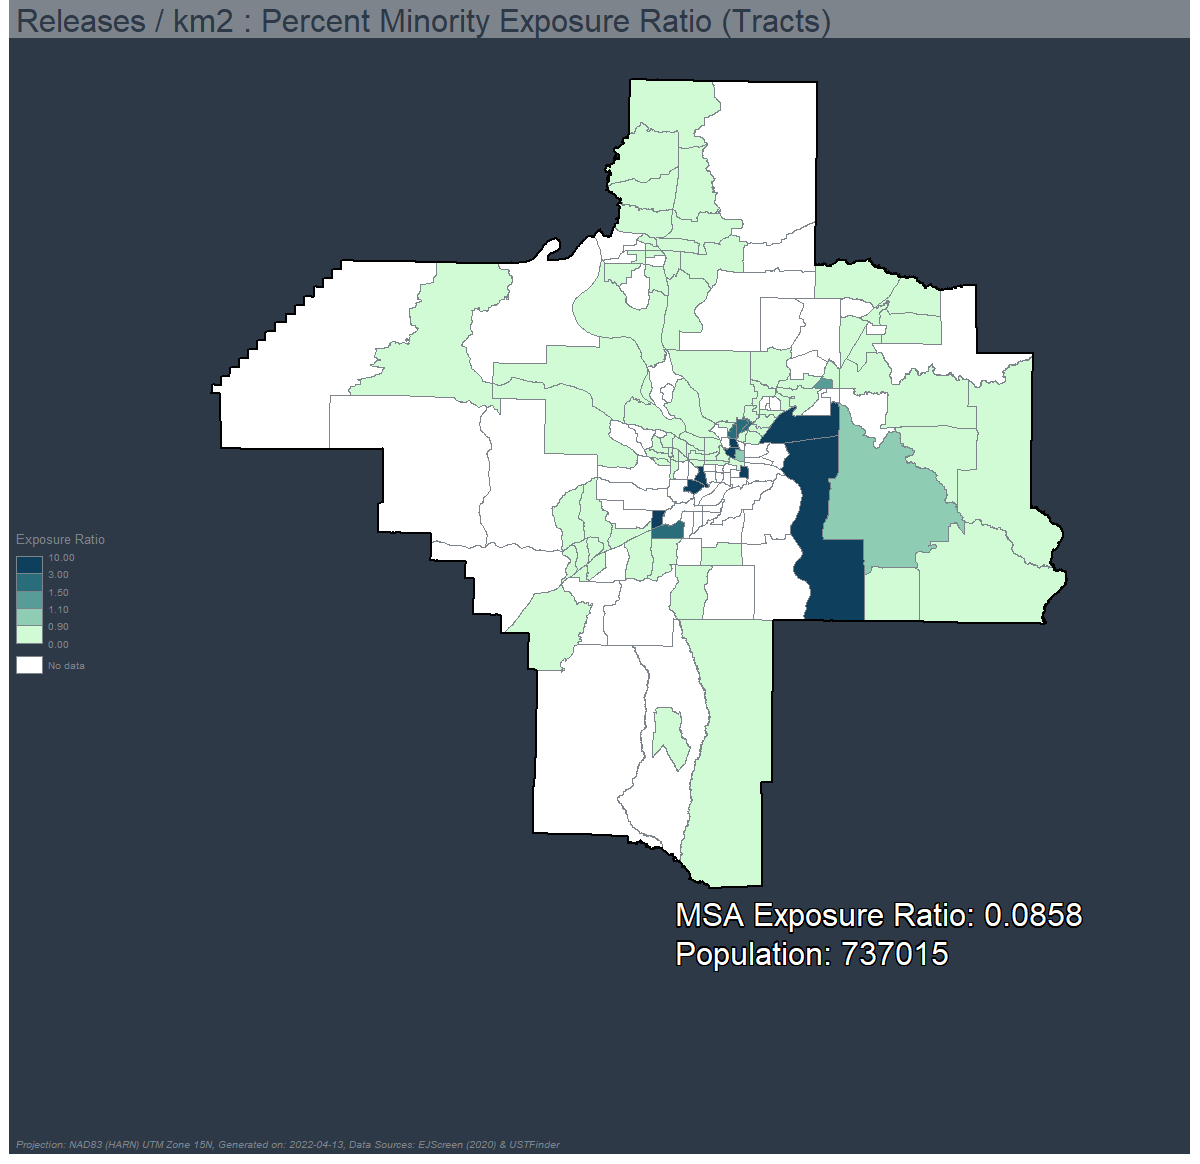 Releases / km2 : Percent Minority Exposure Ratio (Tracts)
Exposure Ratio
10.00
3.00
1.50
1.10
0.90
0.00
No data
MSA Exposure Ratio: 0.0858
Population: 737015
Projection: NAD83 (HARN) UTM Zone 15N, Generated on: 2022-04-13, Data Sources: EJScreen (2020) & USTFinder